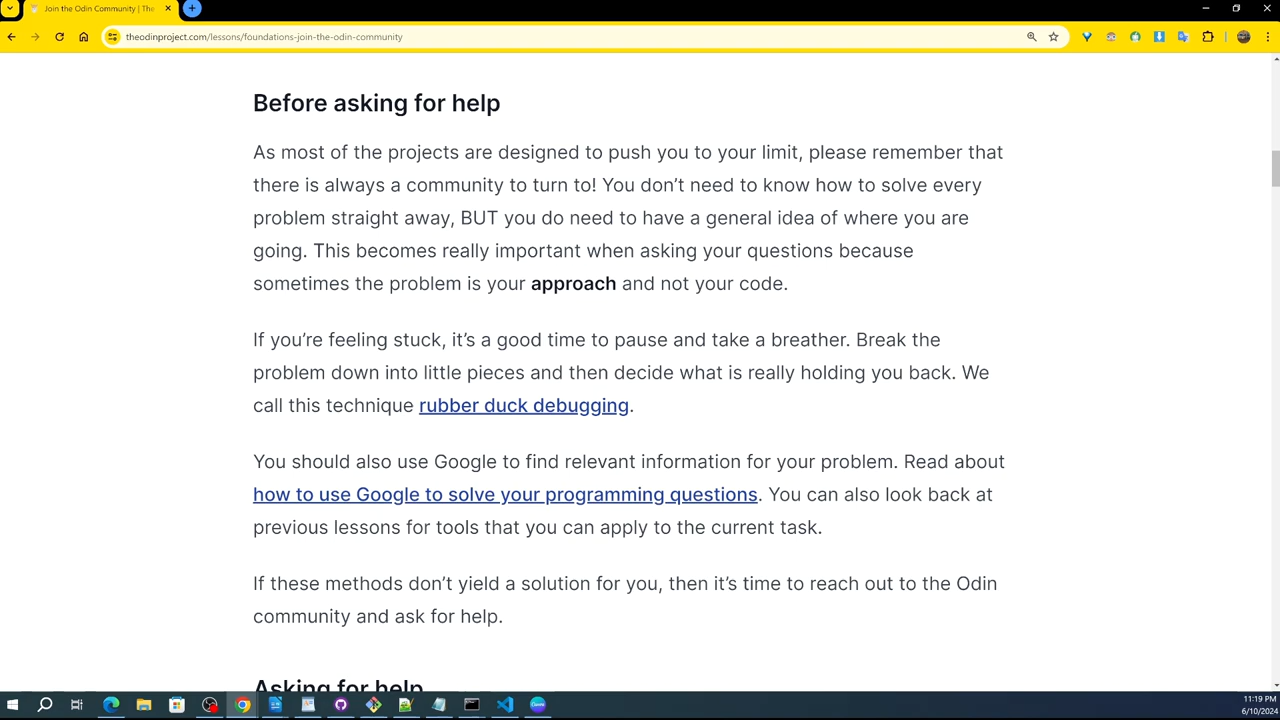 Join the Odin Community | The
theodinproject.com/lessons/foundations-join-the-odin-community
Before asking for help
As most of the projects are designed to push you to your limit, please remember that
there is always a community to turn to! You don’t need to know how to solve every
problem straight away, BUT you do need to have a general idea of where you are
going. This becomes really important when asking your questions because
sometimes the problem is your approach and not your code.
If you’re feeling stuck, it’s a good time to pause and take a breather. Break the
problem down into little pieces and then decide what is really holding you back. We
call this technique rubber duck debugging.
You should also use Google to find relevant information for your problem. Read about
how to use Google to solve your programming questions. You can also look back at
previous lessons for tools that you can apply to the current task.
If these methods don’t yield a solution for you, then it’s time to reach out to the Odin
community and ask for help.
Asking for help
11:19 PM
6/10/2024